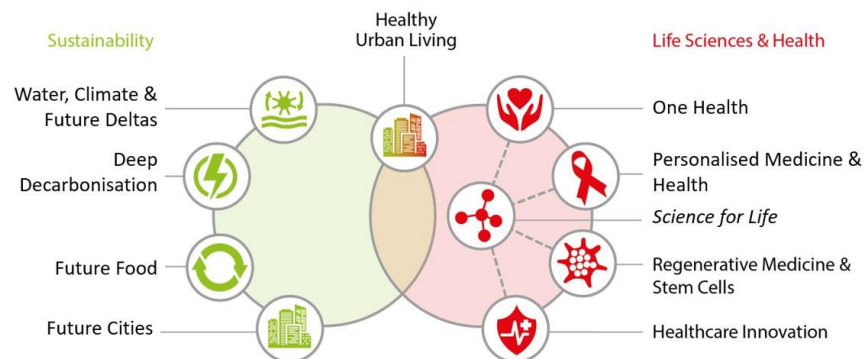 Healthy
Urban Living
Sustainability
Life Sciences & Health
Water, Climate &
Future Deltas
Deep
Decarbonisation
Future Food
Future Cities
One Health
Personalised Medicine &
Health
Science for Life
Regenerative Medicine &
Stem Cells
Healthcare Innovation